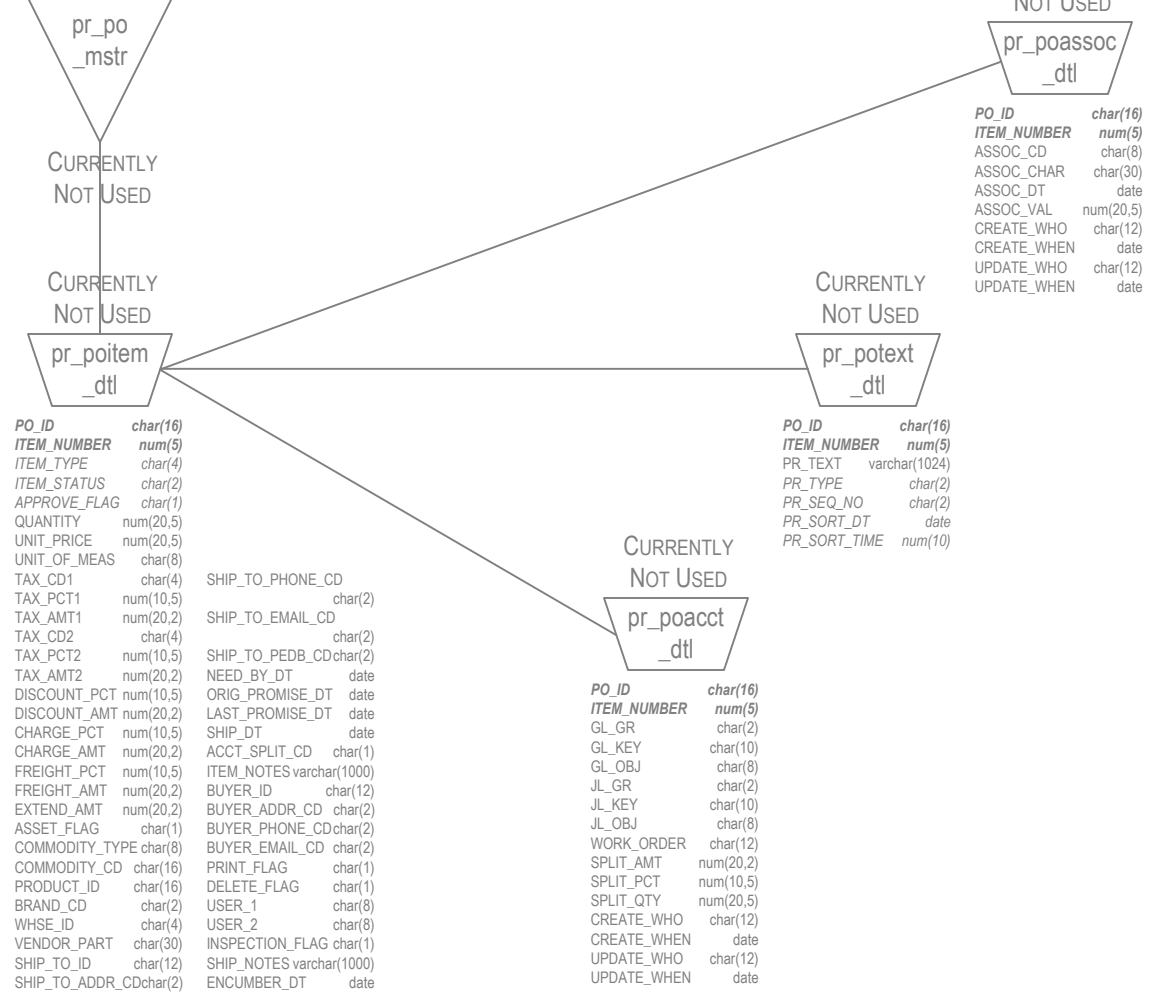 pr_po
_mstr
CURRENTLY
NOT USED
CURRENTLY
NOT USED
pr_poitem
_dtl
PO_ID char(16)
ITEM_NUMBER num(5)
ITEM_TYPE char(4)
ITEM_STATUS char(2)
APPROVE_FLAG char(1)
QUANTITY num(20,5)
UNIT_PRICE num(20,5)
UNIT_OF_MEAS char(8)
TAX_CD1 char(4)
TAX_PCT1 num(10,5)
TAX_AMT1 num(20,2)
TAX_CD2 char(4)
TAX_PCT2 num(10,5)
TAX_AMT2 num(20,2)
DISCOUNT_PCT num(10,5)
DISCOUNT_AMT num(20,2)
CHARGE_PCT num(10,5)
CHARGE_AMT num(20,2)
FREIGHT_PCT num(10,5)
FREIGHT_AMT num(20,2)
EXTEND_AMT num(20,2)
ASSET_FLAG char(1)
COMMODITY_TYPE char(8)
COMMODITY_CD char(16)
PRODUCT_ID char(16)
BRAND_CD char(2)
WHSE_ID char(4)
VENDOR_PART char(30)
SHIP_TO_ID char(12)
SHIP_TO_ADDR_CD char(2)
SHIP_TO_PHONE_CD
char(2)
SHIP_TO_EMAIL_CD
char(2)
SHIP_TO_PEDB_CD char(2)
NEED_BY_DT date
ORIG_PROMISE_DT date
LAST_PROMISE_DT date
SHIP_DT date
ACCT_SPLIT_CD char(1)
ITEM_NOTES varchar(1000)
BUYER_ID char(12)
BUYER_ADDR_CD char(2)
BUYER_PHONE_CD char(2)
BUYER_EMAIL_CD char(2)
PRINT_FLAG char(1)
DELETE_FLAG char(1)
USER_1 char(8)
USER_2 char(8)
INSPECTION_FLAG char(1)
SHIP_NOTES varchar(1000)
ENCUMBER_DT date
CURRENTLY
NOT USED
pr_poacct
_dtl
PO_ID char(16)
ITEM_NUMBER num(5)
GL_GR char(2)
GL_KEY char(10)
GL_OBJ char(8)
JL_GR char(2)
JL_KEY char(10)
JL_OBJ char(8)
WORK_ORDER char(12)
SPLIT_AMT num(20,2)
SPLIT_PCT num(10,5)
SPLIT_QTY num(20,5)
CREATE_WHO char(12)
CREATE_WHEN date
UPDATE_WHO char(12)
UPDATE_WHEN date
CURRENTLY
NOT USED
pr_potext
_dtl
PO_ID char(16)
ITEM_NUMBER num(5)
PR_TEXT varchar(1024)
PR_TYPE char(2)
PR_SEQ_NO char(2)
PR_SORT_DT date
PR_SORT_TIME num(10)
NOT USED
pr_poassoc
_dtl
PO_ID char(16)
ITEM_NUMBER num(5)
ASSOC_CD char(8)
ASSOC_CHAR char(30)
ASSOC_DT date
ASSOC_VAL num(20,5)
CREATE_WHO char(12)
CREATE_WHEN date
UPDATE_WHO char(12)
UPDATE_WHEN date